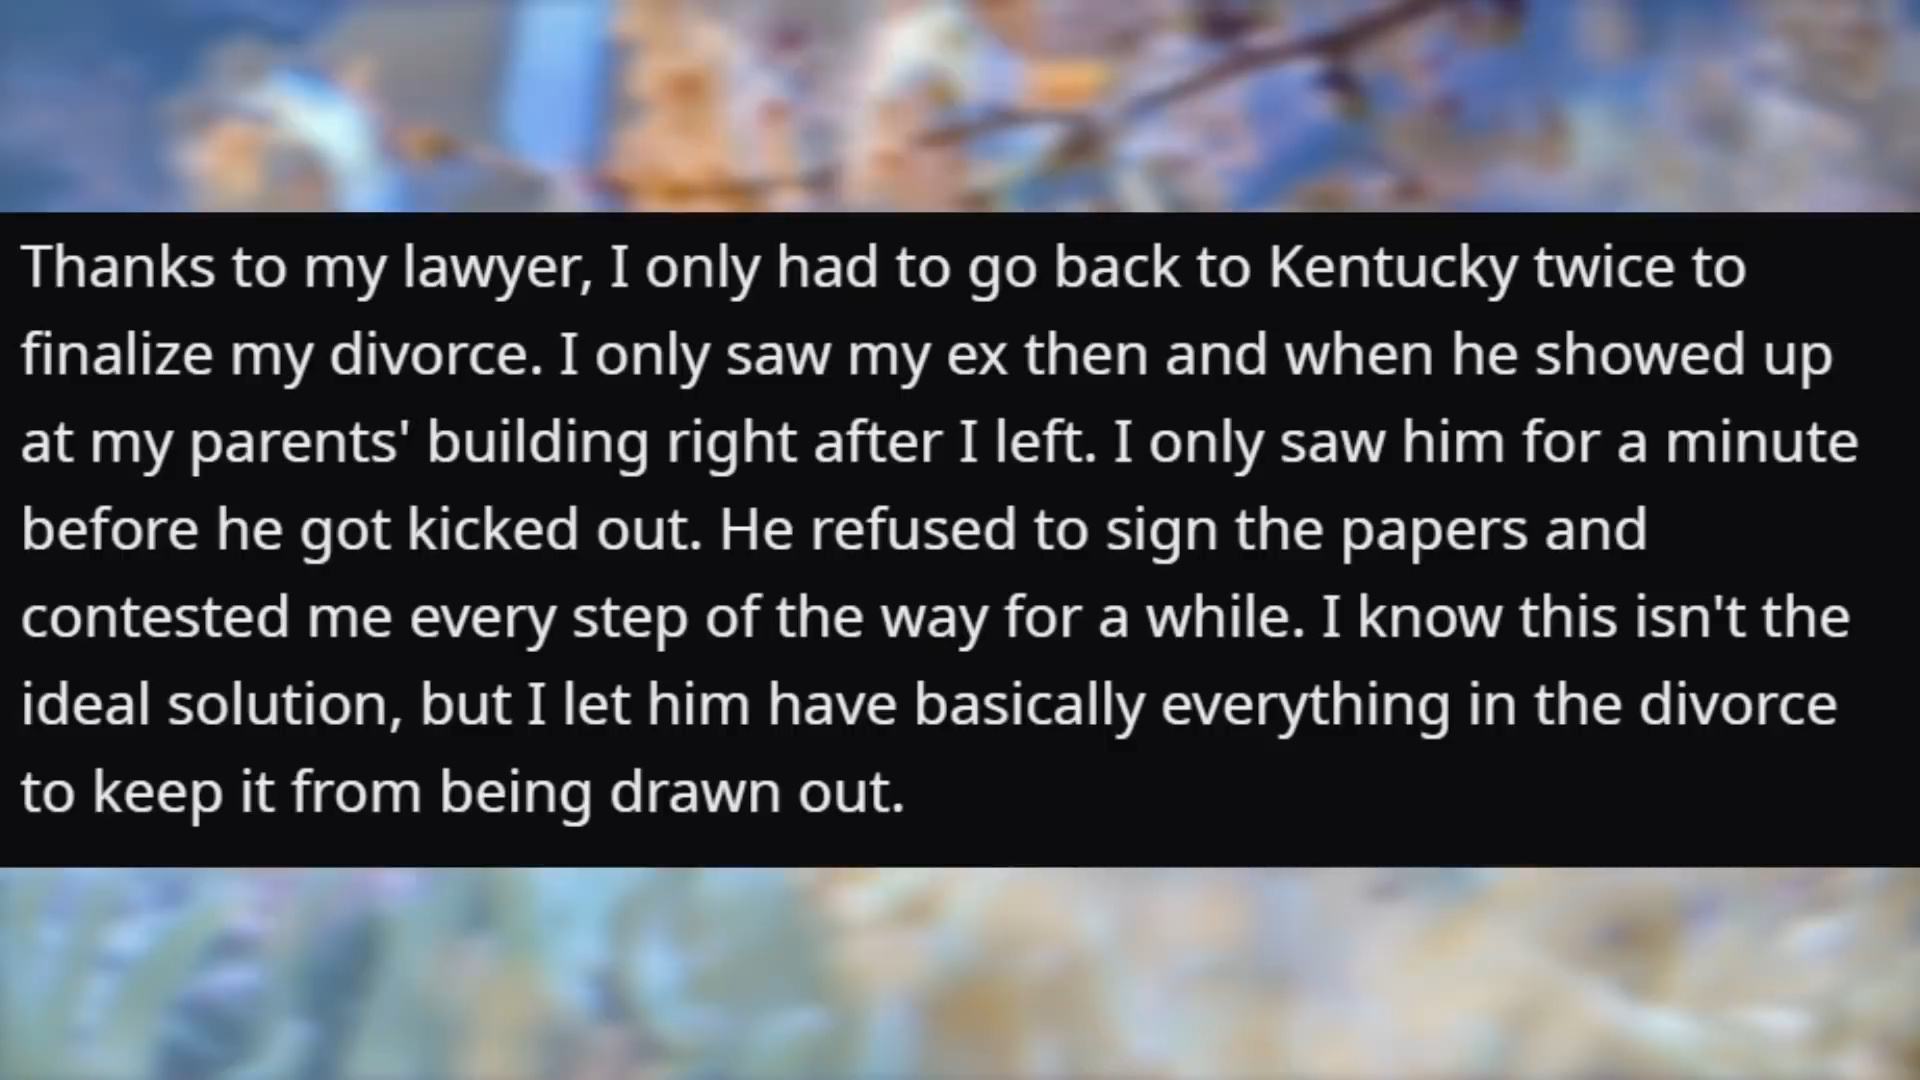 Thanks to my lawyer, I only had to go back to Kentucky twice to
finalize my divorce. I only saw my ex then and when he showed up
at my parents' building right after I left. I only saw him for a minute
before he got kicked out. He refused to sign the papers and
contested me every step of the way for a while. I know this isn't the
ideal solution, but I let him have basically everything in the divorce
to keep it from being drawn out.